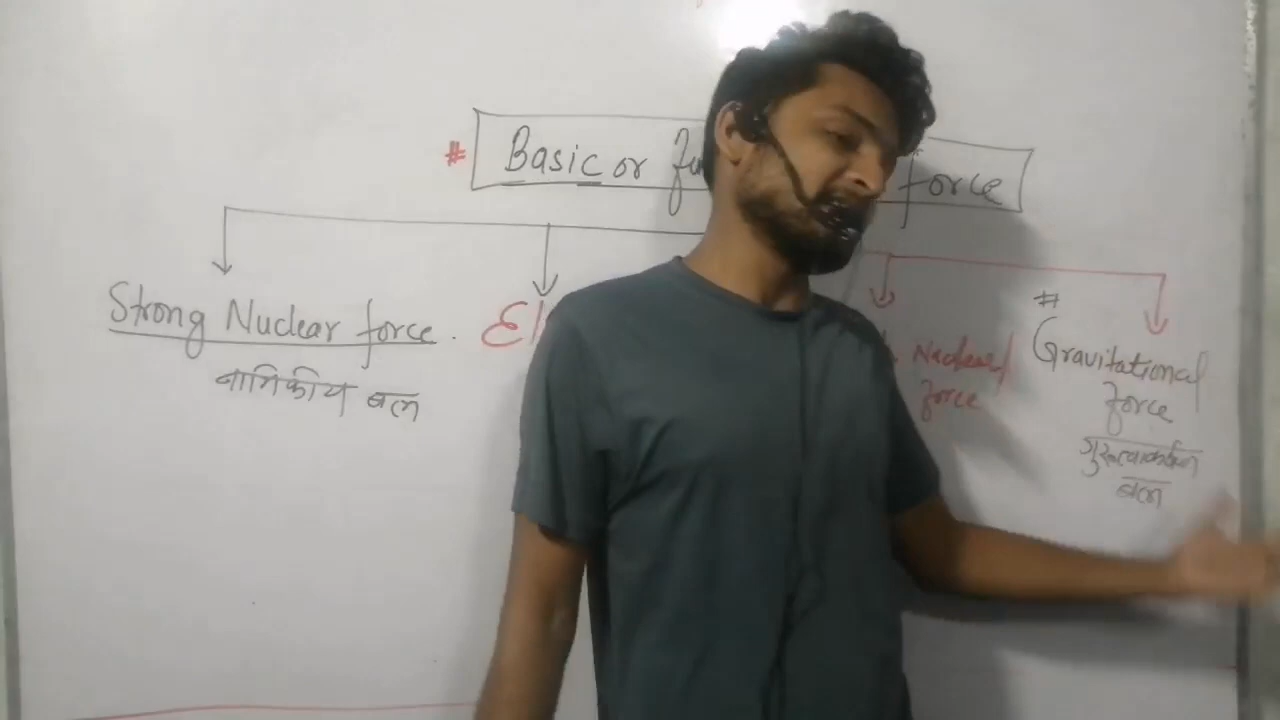 # Basic or force
Strong Nuclear force.
नाभिकीय बल
Nuclear
force
#
Gravitational
force
गुरुत्वाकर्षण
बल